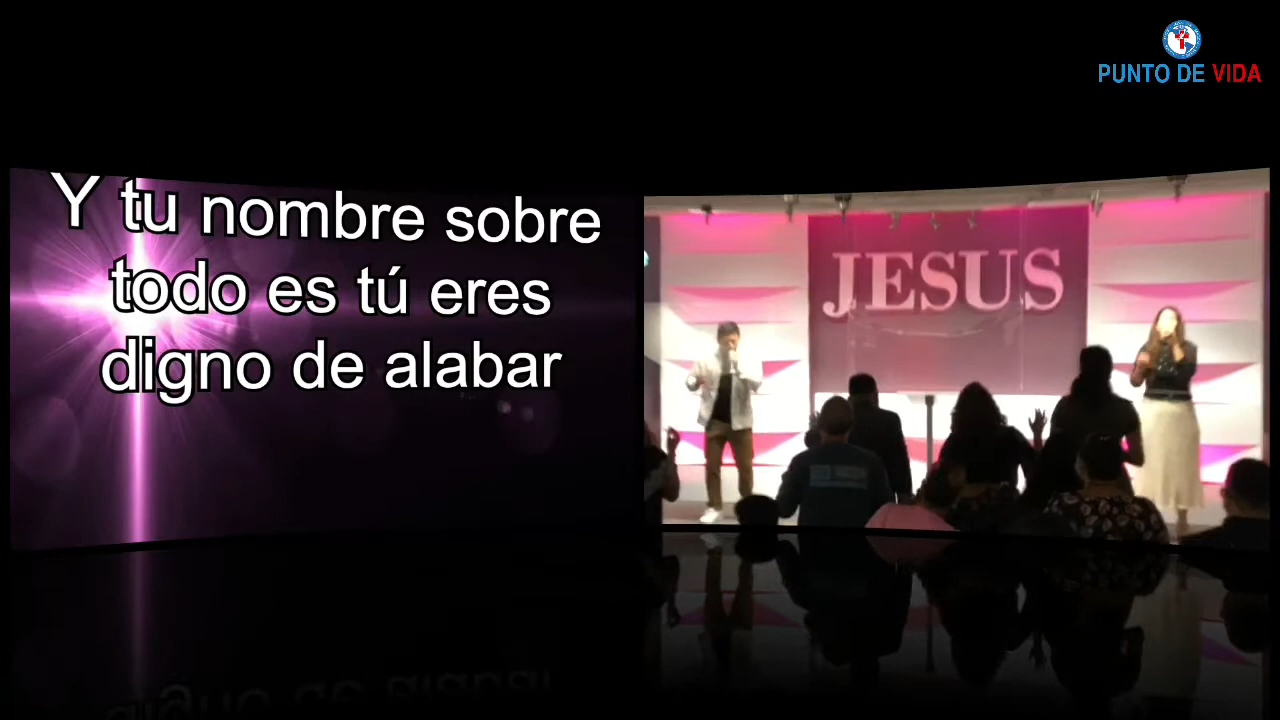 PUNTO DE VIDA
Y tu nombre sobre
todo es tú eres
digno de alabar
JESUS